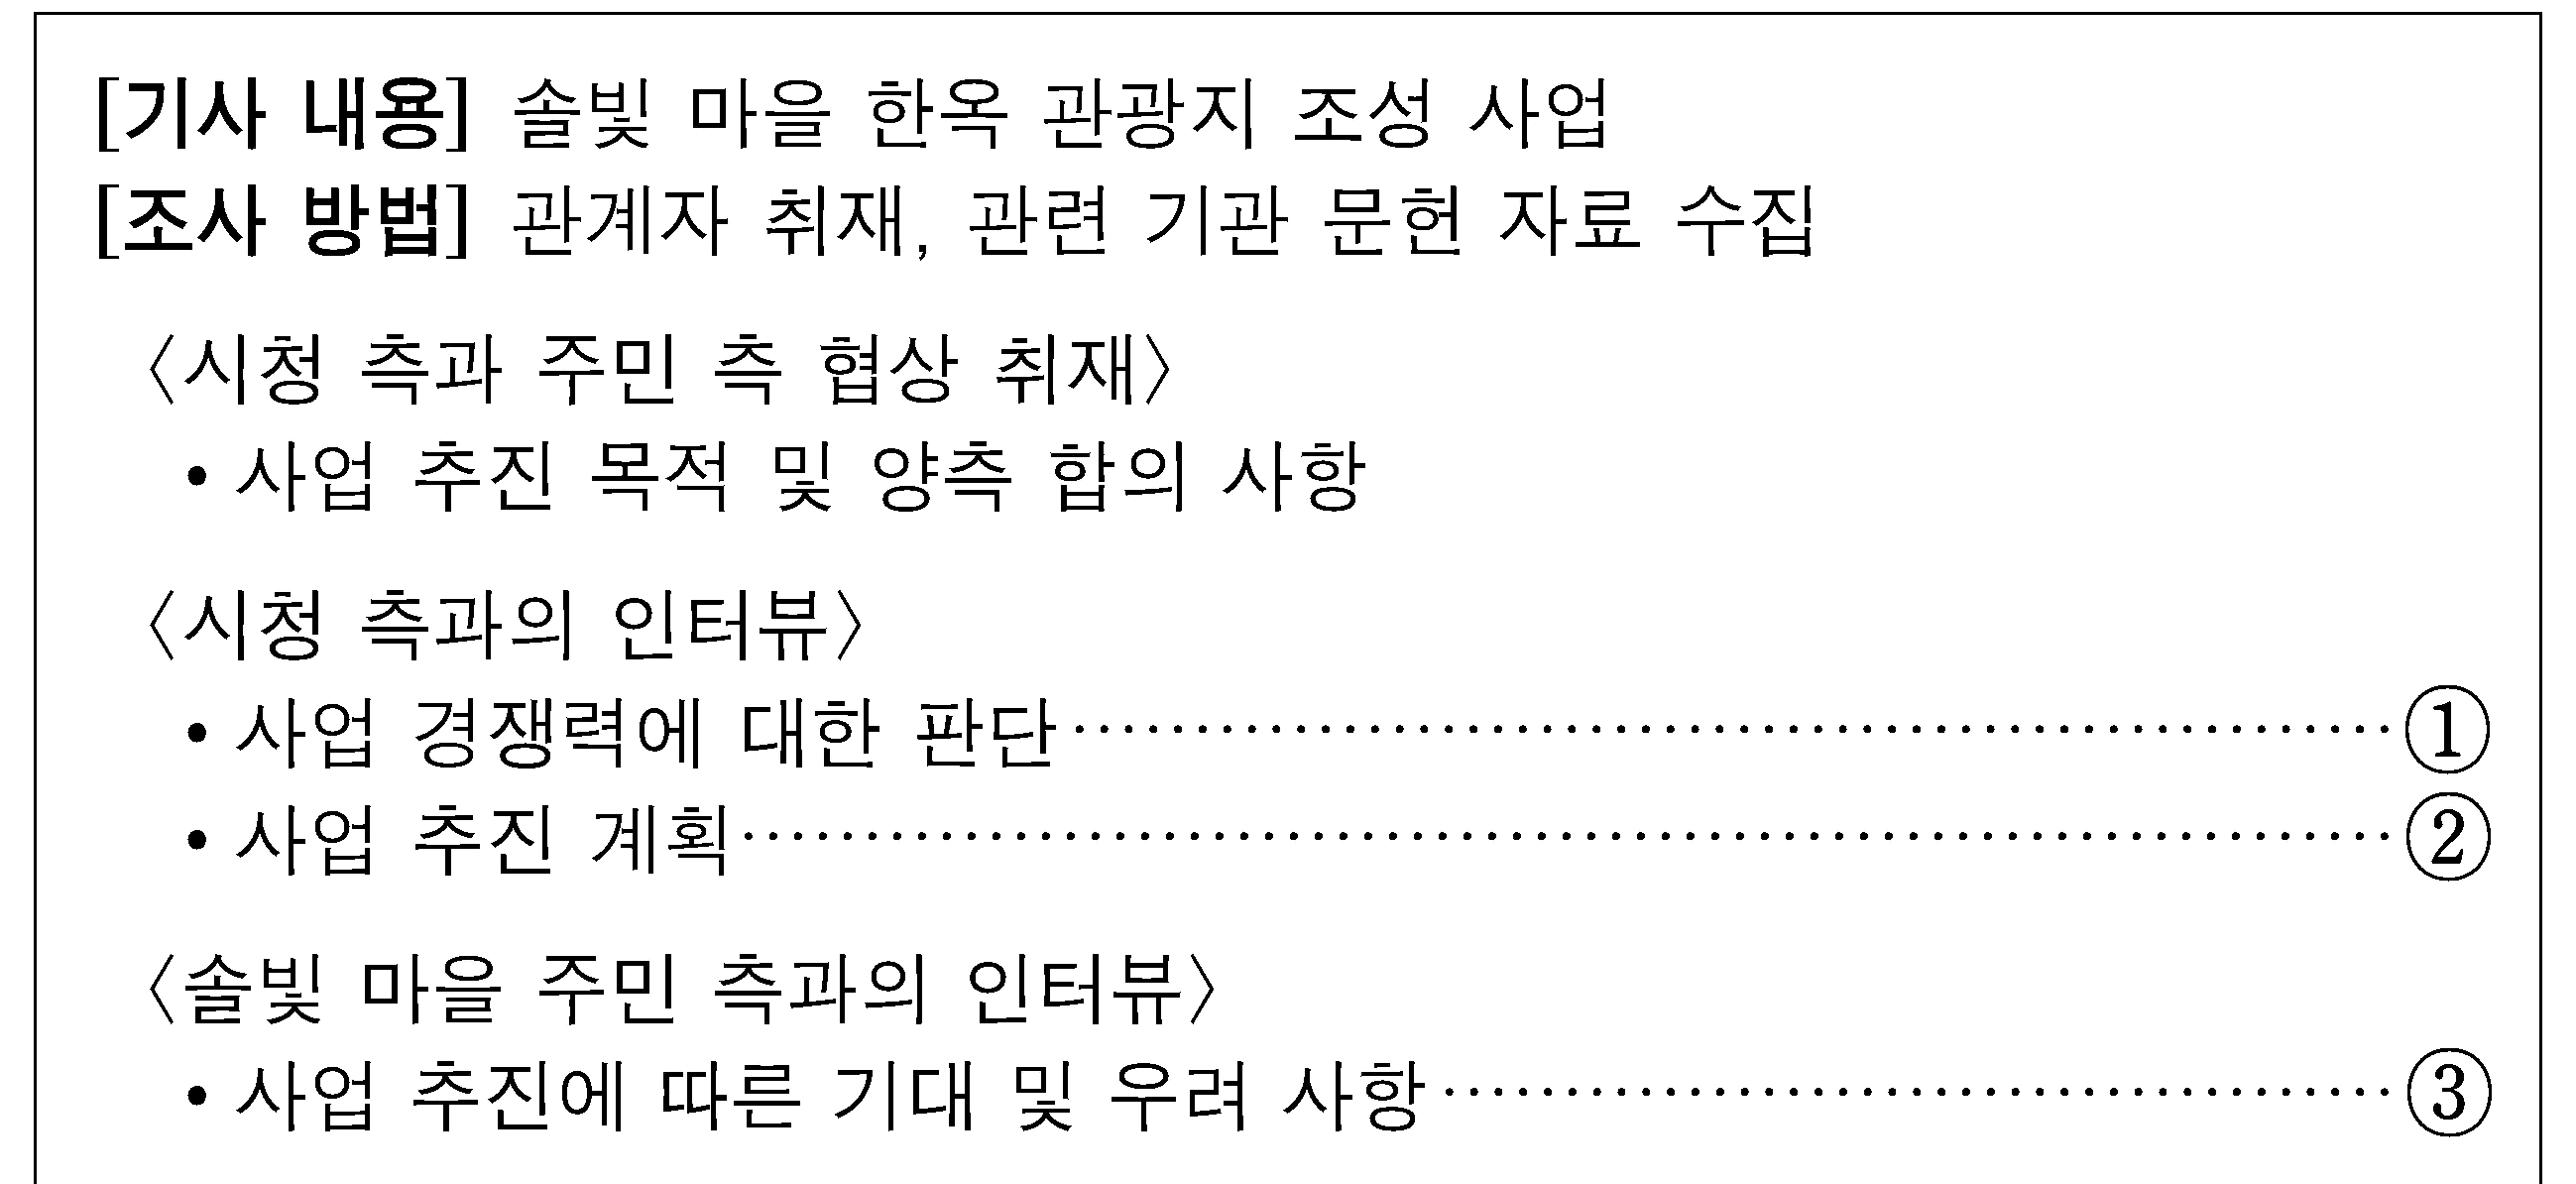 [기사 내용] 솔빛 마을 한옥 관광지 조성 사업
[조사 방법] 관계자 취재, 관련 기관 문헌 자료 수집
〈시청 측과 주민 측 협상 취재〉
• 사업 추진 목적 및 양측 합의 사항
〈시청 측과의 인터뷰〉
• 사업 경쟁력에 대한 판단 ······ ①
• 사업 추진 계획 ······ ②
〈솔빛 마을 주민 측과의 인터뷰〉
• 사업 추진에 따른 기대 및 우려 사항 ······ ③